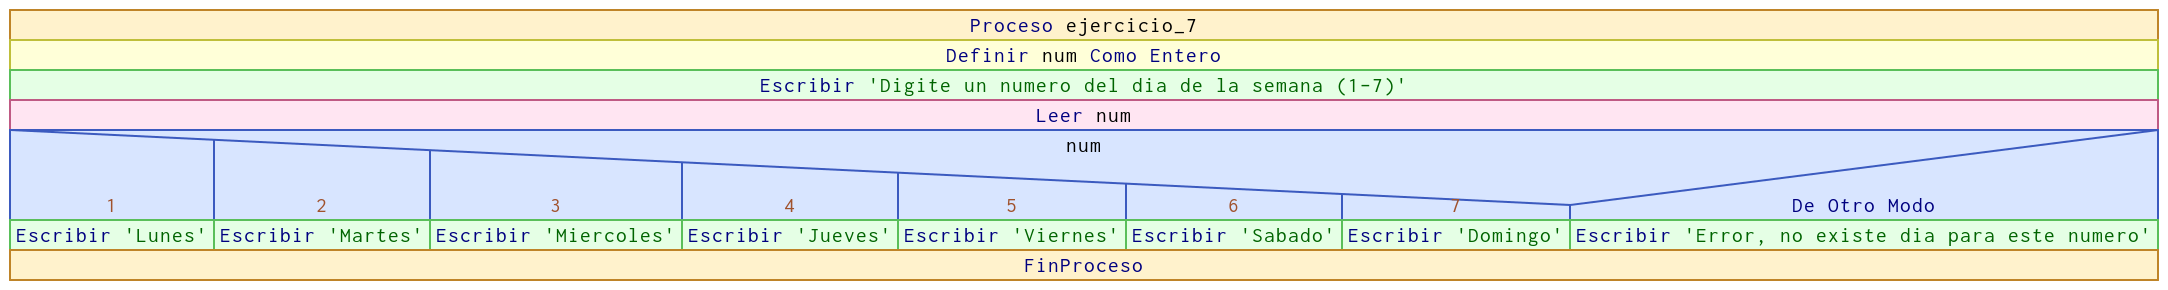 Proceso ejercicio_7
Definir num Como Entero
Escribir 'Digite un numero del dia de la semana (1-7)'
Leer num
num
1 2 3 4 5 6 7 De Otro Modo
Escribir 'Lunes' Escribir 'Martes' Escribir 'Miercoles' Escribir 'Jueves' Escribir 'Viernes' Escribir 'Sabado' Escribir 'Domingo' Escribir 'Error, no existe dia para este numero'
FinProceso